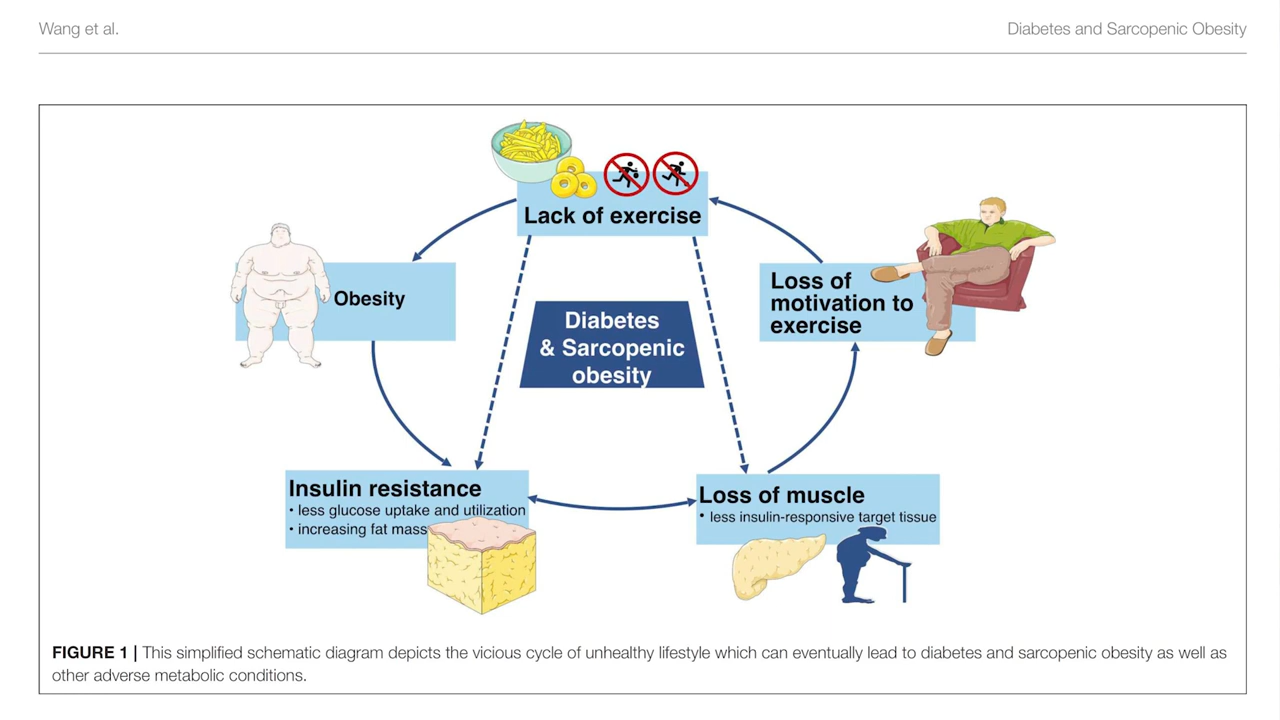 Wang et al.
Diabetes and Sarcopenic Obesity
Lack of exercise
Obesity
Loss of
motivation to
exercise
Diabetes
& Sarcopenic
obesity
Insulin resistance
• less glucose uptake and utilization
• increasing fat mass
Loss of muscle
• less insulin-responsive target tissue
FIGURE 1 | This simplified schematic diagram depicts the vicious cycle of unhealthy lifestyle which can eventually lead to diabetes and sarcopenic obesity as well as
other adverse metabolic conditions.